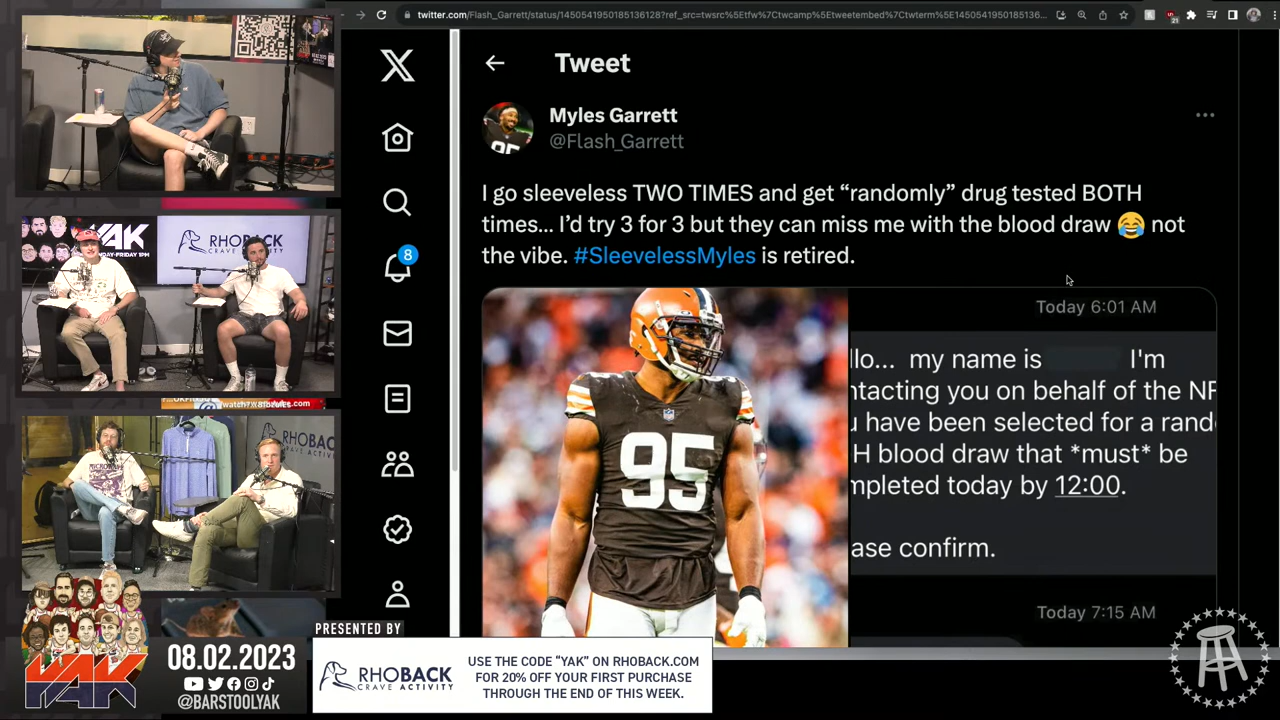 twitter.com/Flash_Garrett/status/1450541950185136128?ref_src=twsrc%5Etfw%7Ctwcamp%5Etweetembed%7Ctwterm%5E1450541950185136128%7Ctwgr%5E...
Tweet
Myles Garrett
@Flash_Garrett
I go sleeveless TWO TIMES and get “randomly” drug tested BOTH
times... I’d try 3 for 3 but they can miss me with the blood draw 😂 not
the vibe. #SleevelessMyles is retired.
8
95
Today 6:01 AM
llo... my name is I'm
ntacting you on behalf of the NF
u have been selected for a rand
H blood draw that *must* be
mpleted today by 12:00.
ase confirm.
Today 7:15 AM
YAK
AY-FRIDAY 1PM
RHOBACK
CRAVE ACTIVITY
RHOBACK
PRESENTED BY
YAK
08.02.2023
@BARSTOOLYAK
RHOBACK
CRAVE ACTIVITY
USE THE CODE “YAK” ON RHOBACK.COM
FOR 20% OFF YOUR FIRST PURCHASE
THROUGH THE END OF THIS WEEK.